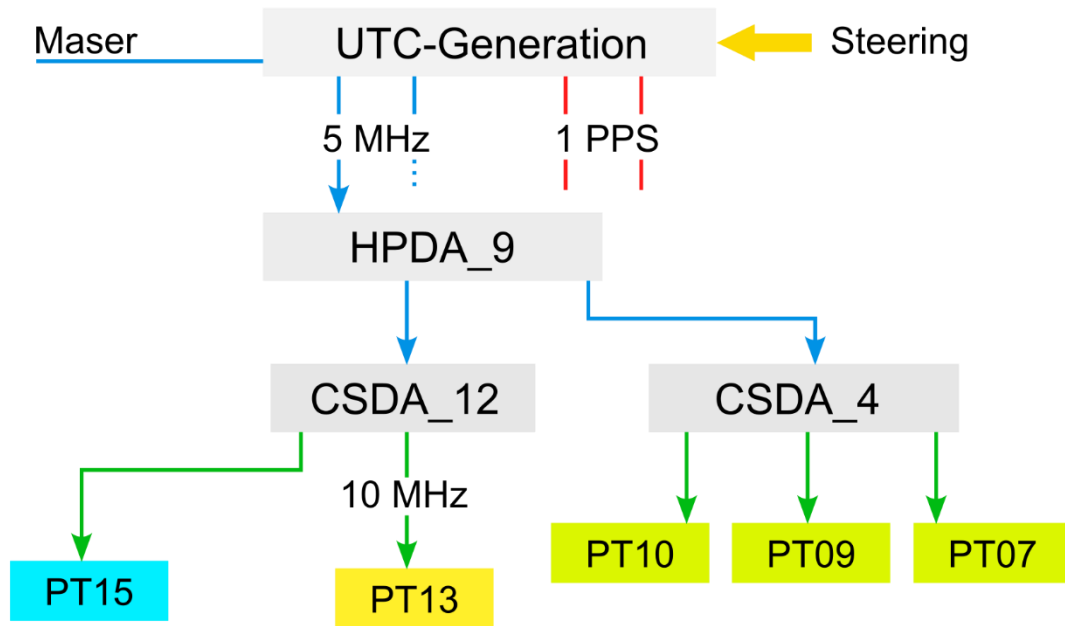 Maser
UTC-Generation
Steering
5 MHz
1 PPS
HPDA_9
CSDA_12
CSDA_4
10 MHz
PT10
PT09
PT07
PT15
PT13